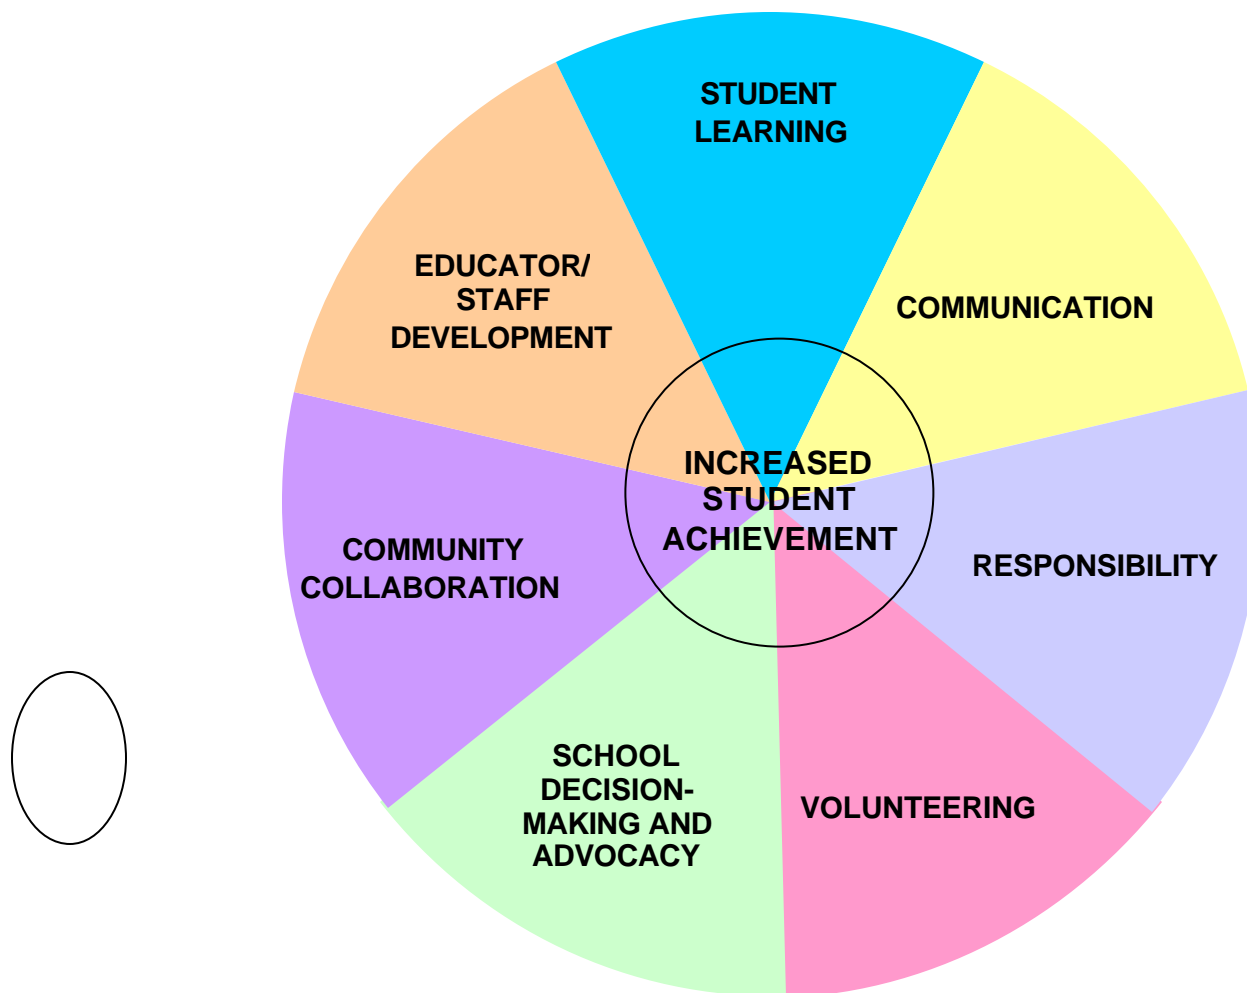 STUDENT
LEARNING
COMMUNICATION
RESPONSIBILITY
VOLUNTEERING
SCHOOL
DECISION-
MAKING AND
ADVOCACY
COMMUNITY
COLLABORATION
EDUCATOR/
STAFF
DEVELOPMENT
INCREASED
STUDENT
ACHIEVEMENT